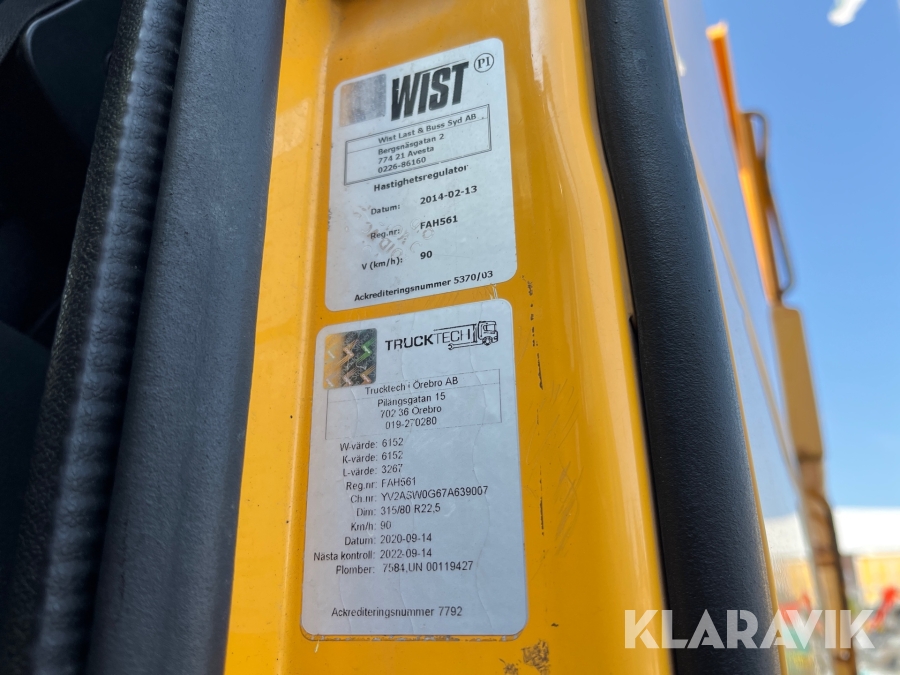 WIST PI
Wist Last & Buss Syd AB
Bergsnäsgatan 2
774 21 Avesta
0226-86160
Hastighetsregulator
Datum: 2014-02-13
Reg.nr: FAH561
V (km/h): 90
Ackrediteringsnummer 5370/03
TRUCKTECH
Trucktech i Örebro AB
Pilängsgatan 15
702 36 Örebro
019-270280
W-värde: 6152
K-värde: 6152
L-värde: 3267
Reg.nr: FAH561
Ch.nr: YV2ASW0G67A639007
Dim: 315/80 R22,5
Km/h: 90
Datum: 2020-09-14
Nästa kontroll: 2022-09-14
Plomber: 7584,UN 00119427
Ackrediteringsnummer 7792
KLARAVIK